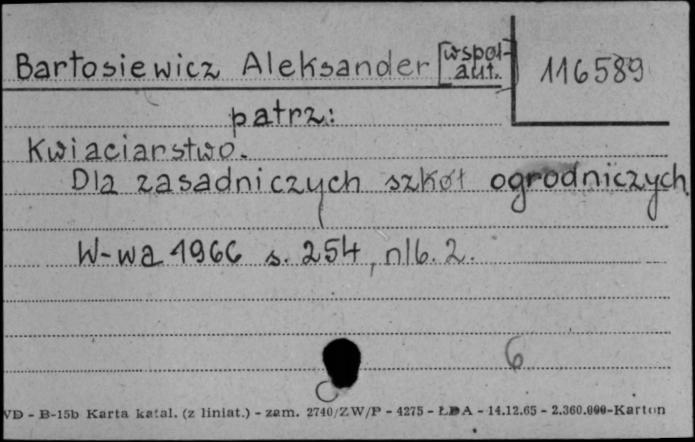 Bartosiewicz Aleksander [współ-
aut.] 116589
patrz:
Kwiaciarstwo.
Dla zasadniczych szkół ogrodniczych
W-wa 1966 s. 254, nlb. 2.
6
VD - B-15b Karta katal. (z liniat.) - zam. 2740/ZW/P - 4275 - ŁDA - 14.12.65 - 2.360.000-Karton